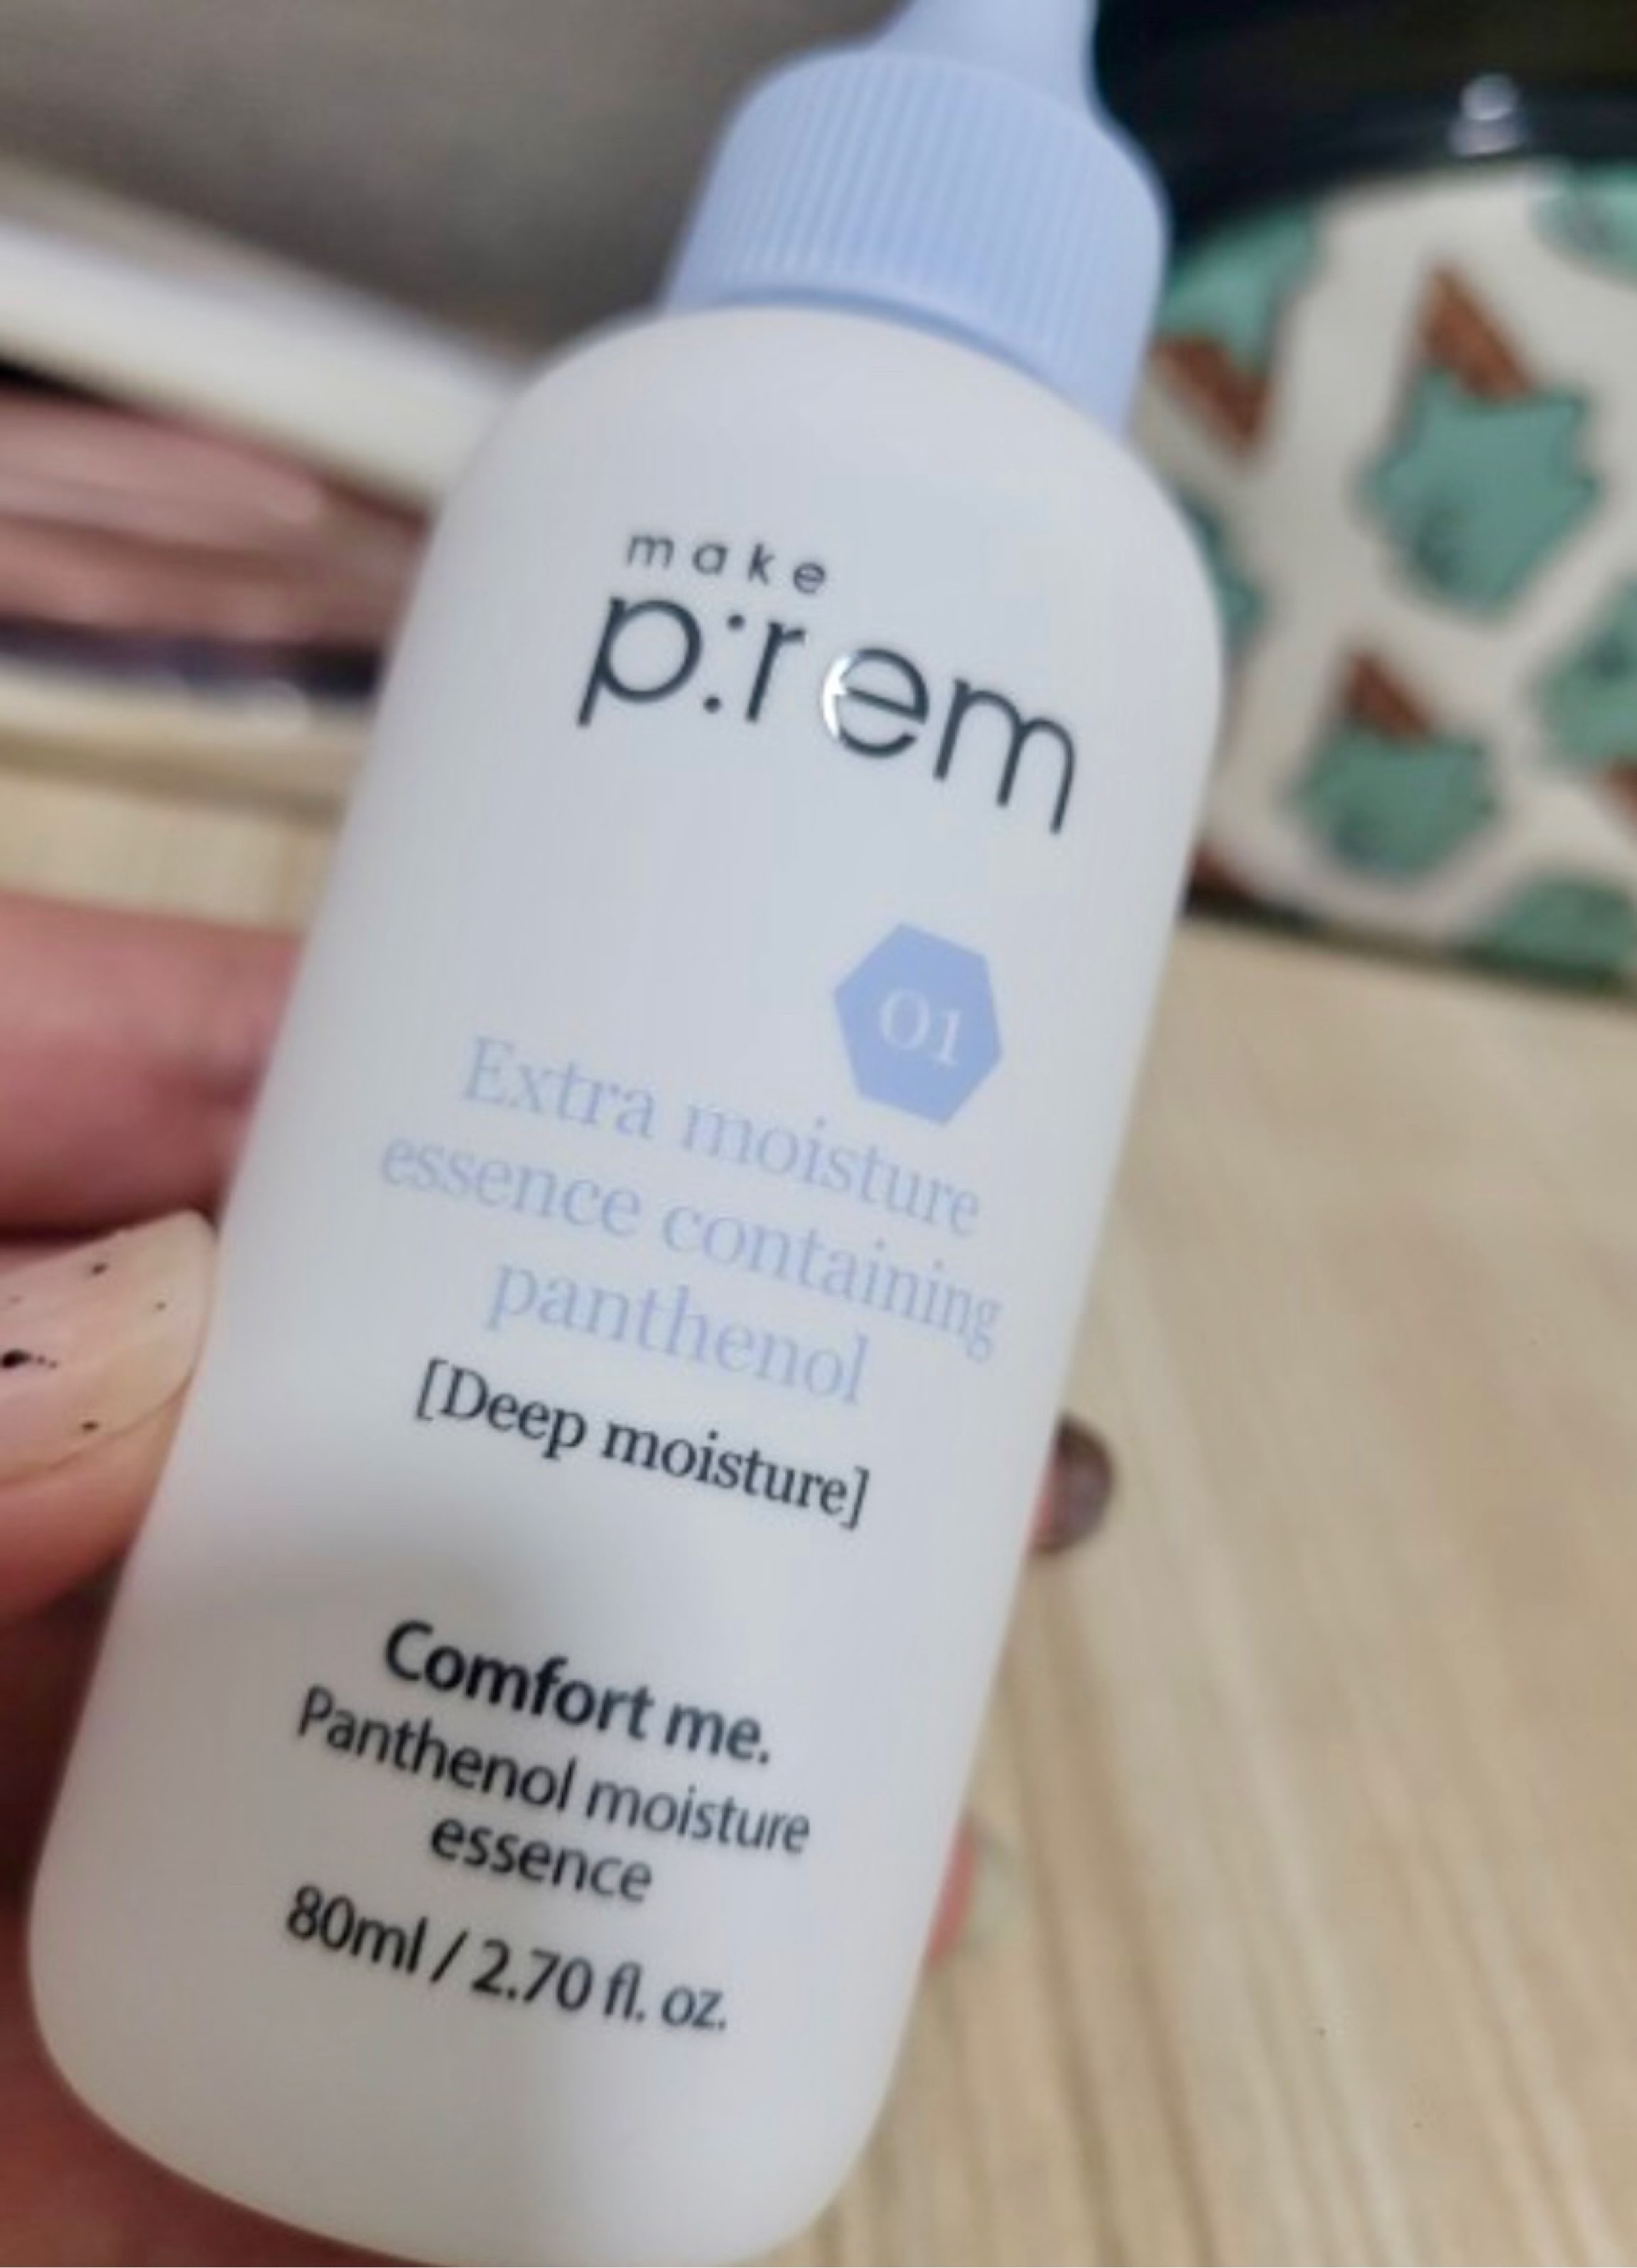 make
p:rem
01
Extra moisture
essence containing
panthenol
[Deep moisture]
Comfort me.
Panthenol moisture
essence
80ml / 2.70 fl. oz.